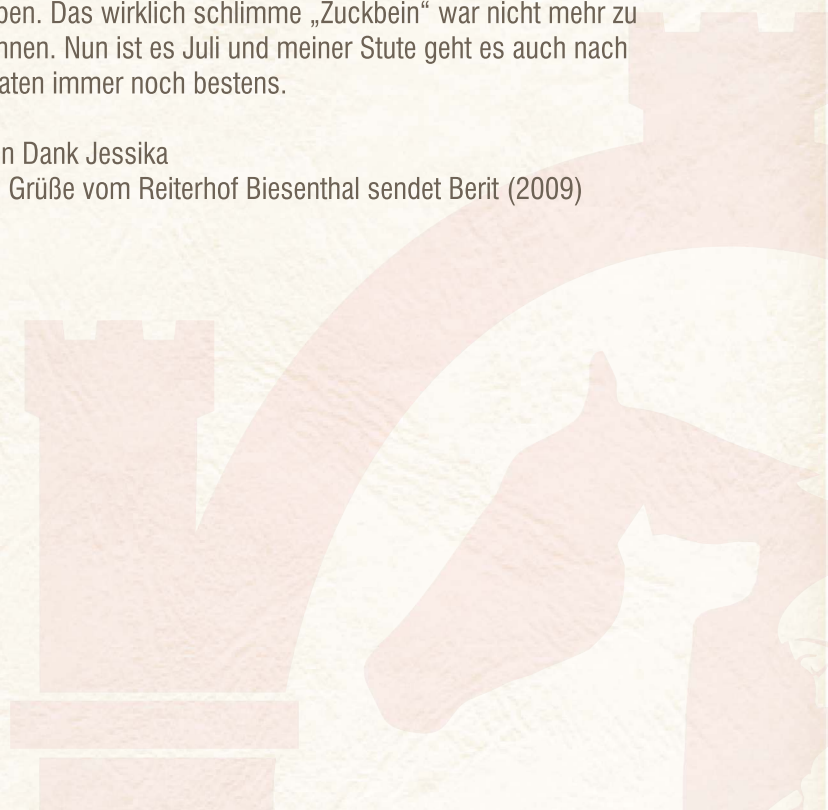 ben. Das wirklich schlimme „Zuckbein“ war nicht mehr zu
nnen. Nun ist es Juli und meiner Stute geht es auch nach
aten immer noch bestens.
n Dank Jessika
Grüße vom Reiterhof Biesenthal sendet Berit (2009)